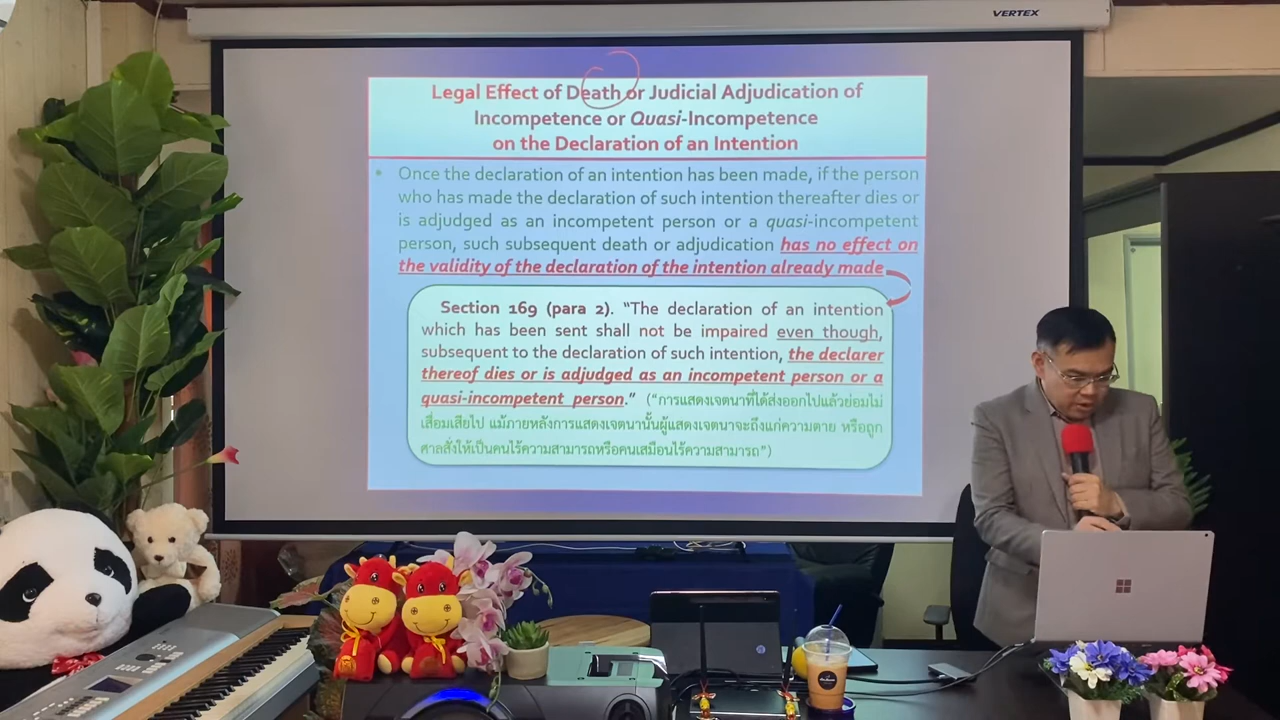 VERTEX
Legal Effect of Death or Judicial Adjudication of
Incompetence or Quasi-Incompetence
on the Declaration of an Intention
• Once the declaration of an intention has been made, if the person
who has made the declaration of such intention thereafter dies or
is adjudged as an incompetent person or a quasi-incompetent
person, such subsequent death or adjudication has no effect on
the validity of the declaration of the intention already made
Section 169 (para 2). “The declaration of an intention
which has been sent shall not be impaired even though,
subsequent to the declaration of such intention, the declarer
thereof dies or is adjudged as an incompetent person or a
quasi-incompetent person.” (“การแสดงเจตนาที่ได้ส่งออกไปแล้วย่อมไม่
เสื่อมเสียไป แม้ภายหลังการแสดงเจตนานั้นผู้แสดงเจตนาจะถึงแก่ความตาย หรือถูก
ศาลสั่งให้เป็นคนไร้ความสามารถหรือคนเสมือนไร้ความสามารถ”)